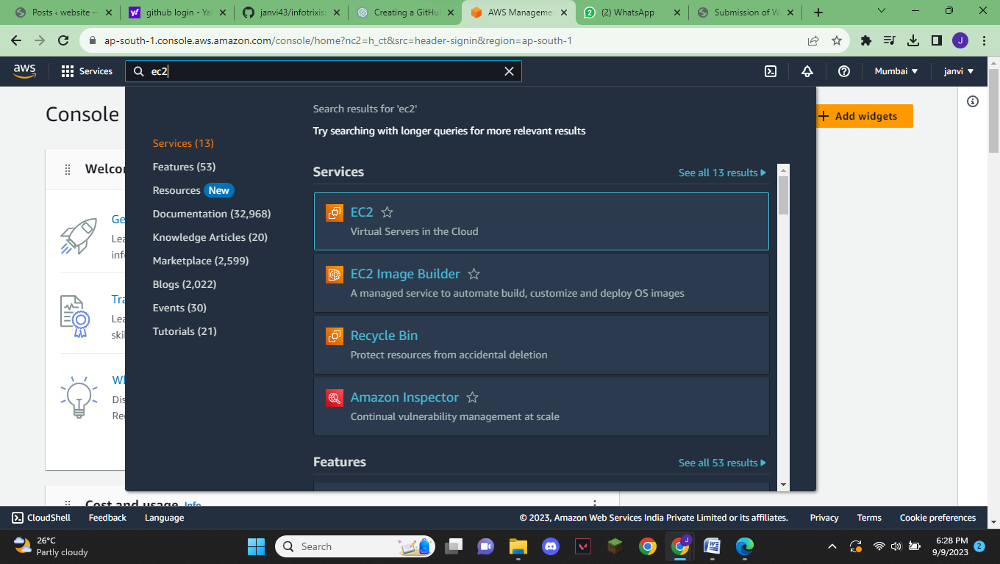 Posts ‹ website —
github login - Ya
janvi43/infotrixis
Creating a GitHu
AWS Manageme
(2) WhatsApp
Submission of W
ap-south-1.console.aws.amazon.com/console/home?nc2=h_ct&src=header-signin&region=ap-south-1
J
aws
Services
ec2
Mumbai
janvi
Console
Search results for 'ec2'
Try searching with longer queries for more relevant results
Add widgets
Services (13)
Features (53)
Resources New
Documentation (32,968)
Knowledge Articles (20)
Marketplace (2,599)
Blogs (2,022)
Events (30)
Tutorials (21)
Services
See all 13 results
EC2
Virtual Servers in the Cloud
EC2 Image Builder
A managed service to automate build, customize and deploy OS images
Recycle Bin
Protect resources from accidental deletion
Amazon Inspector
Continual vulnerability management at scale
Features
See all 53 results
Welco
Ge
Lea
inf
Tra
Lea
skil
Wh
Dis
Re
Cost and usage Info
CloudShell
Feedback
Language
© 2023, Amazon Web Services India Private Limited or its affiliates.
Privacy
Terms
Cookie preferences
26°C
Partly cloudy
Search
J
6:28 PM
9/9/2023
2